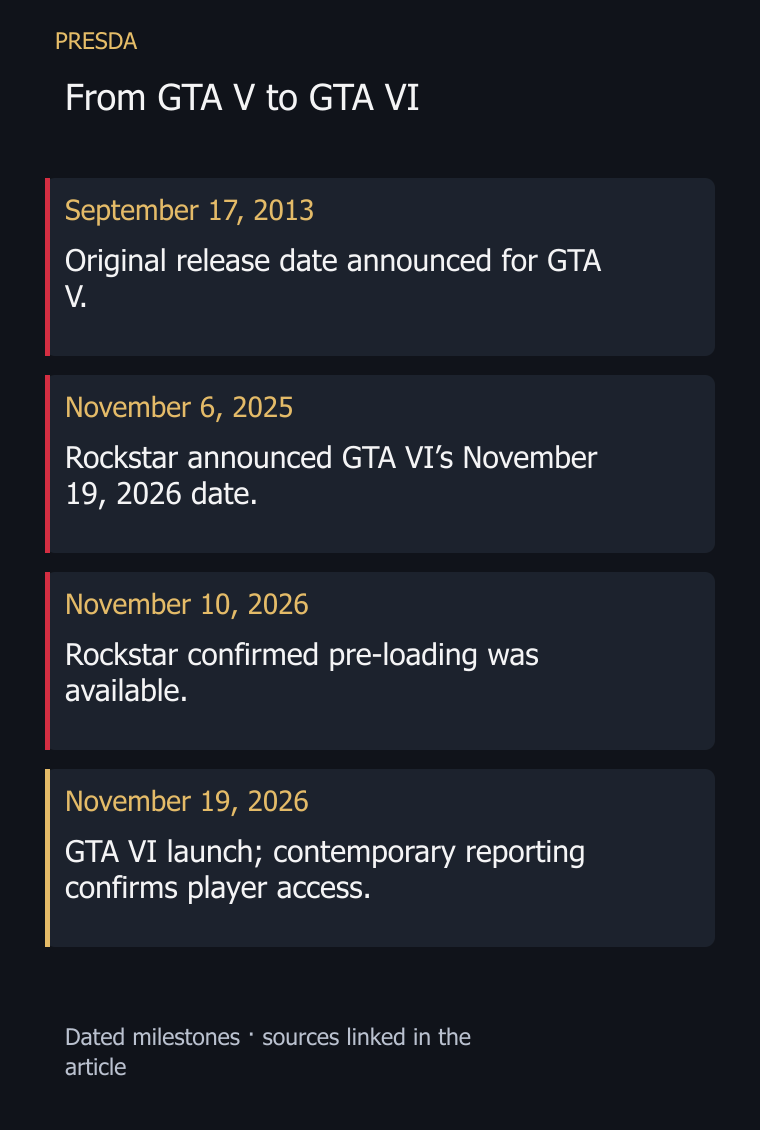 PRESDA
From GTA V to GTA VI
September 17, 2013
Original release date announced for GTA
V.
November 6, 2025
Rockstar announced GTA VI’s November
19, 2026 date.
November 10, 2026
Rockstar confirmed pre-loading was
available.
November 19, 2026
GTA VI launch; contemporary reporting
confirms player access.
Dated milestones · sources linked in the
article